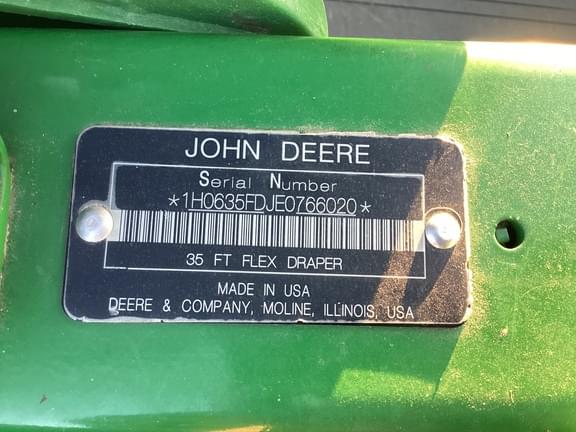 JOHN DEERE
Serial Number
*1H0635FDJE0766020*
35 FT FLEX DRAPER
MADE IN USA
DEERE & COMPANY, MOLINE, ILLINOIS, USA